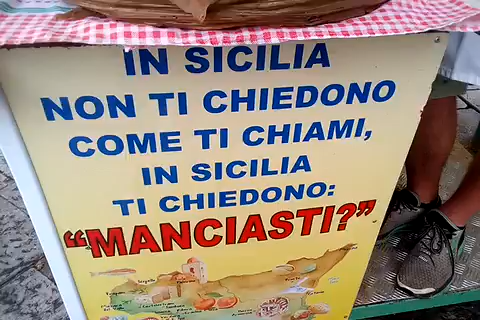 IN SICILIA
NON TI CHIEDONO
COME TI CHIAMI,
IN SICILIA
TI CHIEDONO:
“MANCIASTI?”